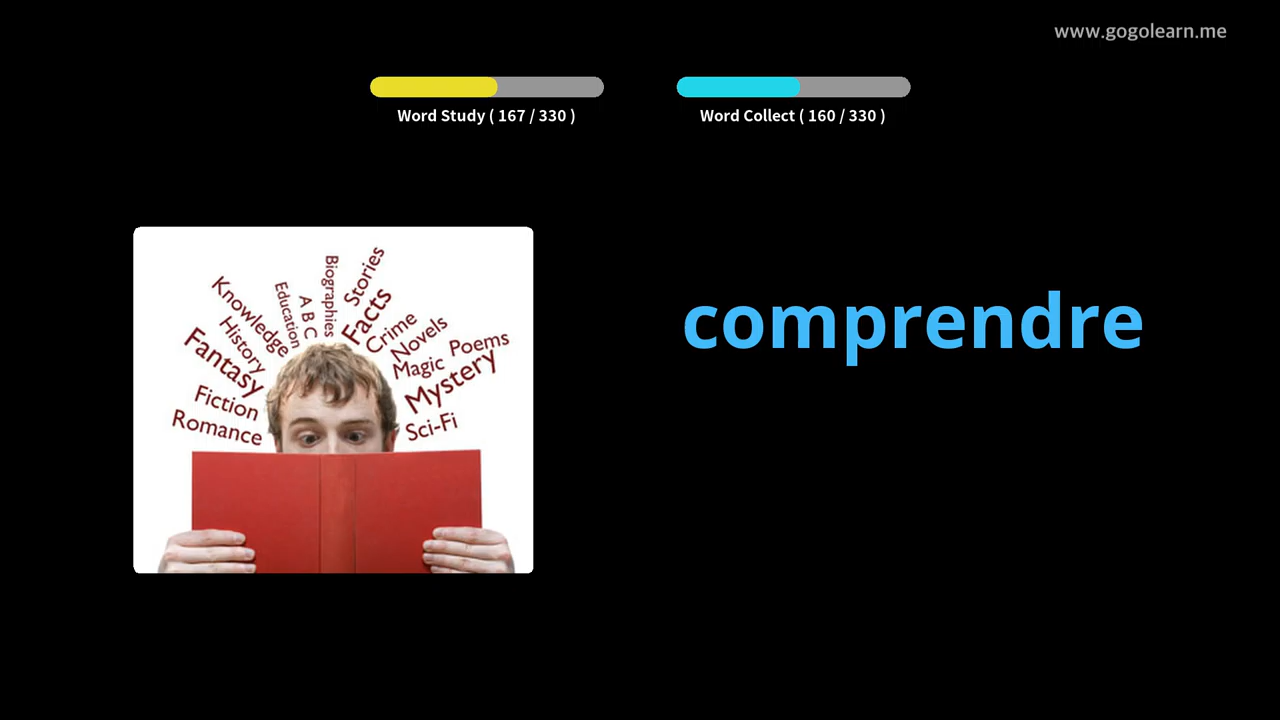 www.gogolearn.me
Word Study ( 167 / 330 )
Word Collect ( 160 / 330 )
comprendre
Biographies
Stories
Education
A B C
Facts
Knowledge
Crime
History
Novels
Fantasy
Magic
Poems
Mystery
Fiction
Romance
Sci-Fi